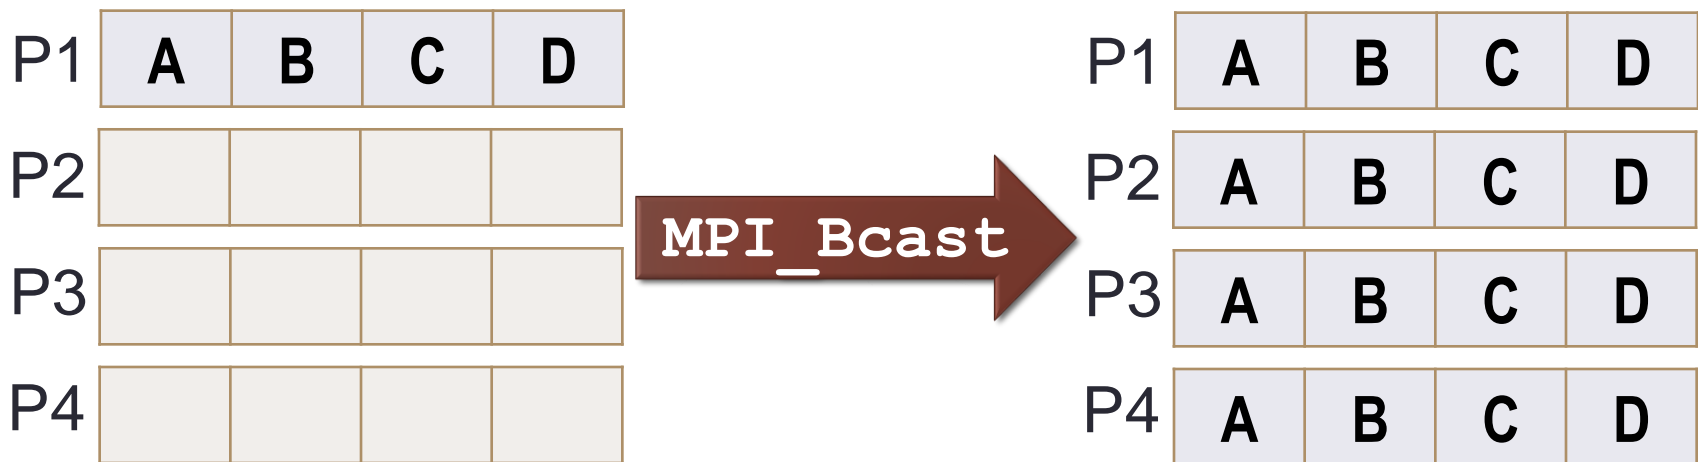 P1 A B C D
P2
P3
P4
MPI_Bcast
P1 A B C D
P2 A B C D
P3 A B C D
P4 A B C D